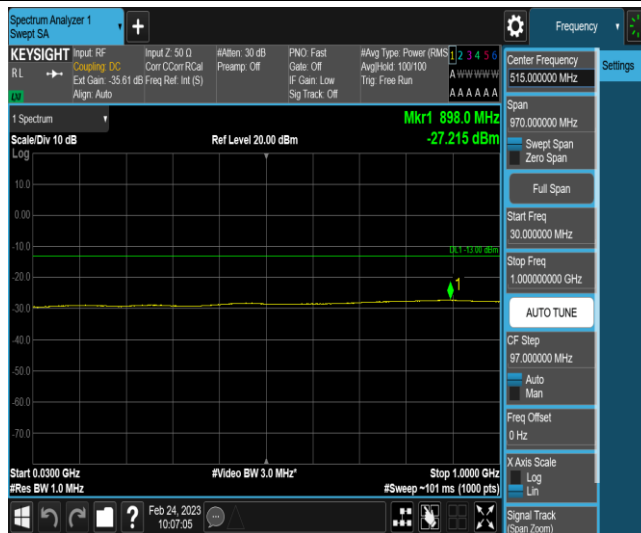 Spectrum Analyzer 1
Swept SA
Frequency
KEYSIGHT
RL
Input: RF
Coupling: DC
Ext Gain: -35.61 dB
Align: Auto
Input Z: 50 Ω
Corr CCorr RCal
Freq Ref: Int (S)
#Atten: 30 dB
Preamp: Off
PNO: Fast
Gate: Off
IF Gain: Low
Sig Track: Off
#Avg Type: Power (RMS
Avg|Hold: 100/100
Trig: Free Run
1 2 3 4 5 6
A W W W W W
A A A A A A
1 Spectrum
Scale/Div 10 dB
Log
Ref Level 20.00 dBm
Mkr1 898.0 MHz
-27.215 dBm
10.0
0.00
-10.0
-20.0
-30.0
-40.0
-50.0
-60.0
-70.0
DL1 -13.00 dBm
1
Start 0.0300 GHz
#Res BW 1.0 MHz
#Video BW 3.0 MHz*
Stop 1.0000 GHz
#Sweep ~101 ms (1000 pts)
Feb 24, 2023
10:07:05
Center Frequency
515.000000 MHz
Settings
Span
970.000000 MHz
Swept Span
Zero Span
Full Span
Start Freq
30.000000 MHz
Stop Freq
1.000000000 GHz
AUTO TUNE
CF Step
97.000000 MHz
Auto
Man
Freq Offset
0 Hz
X Axis Scale
Log
Lin
Signal Track
(Span Zoom)